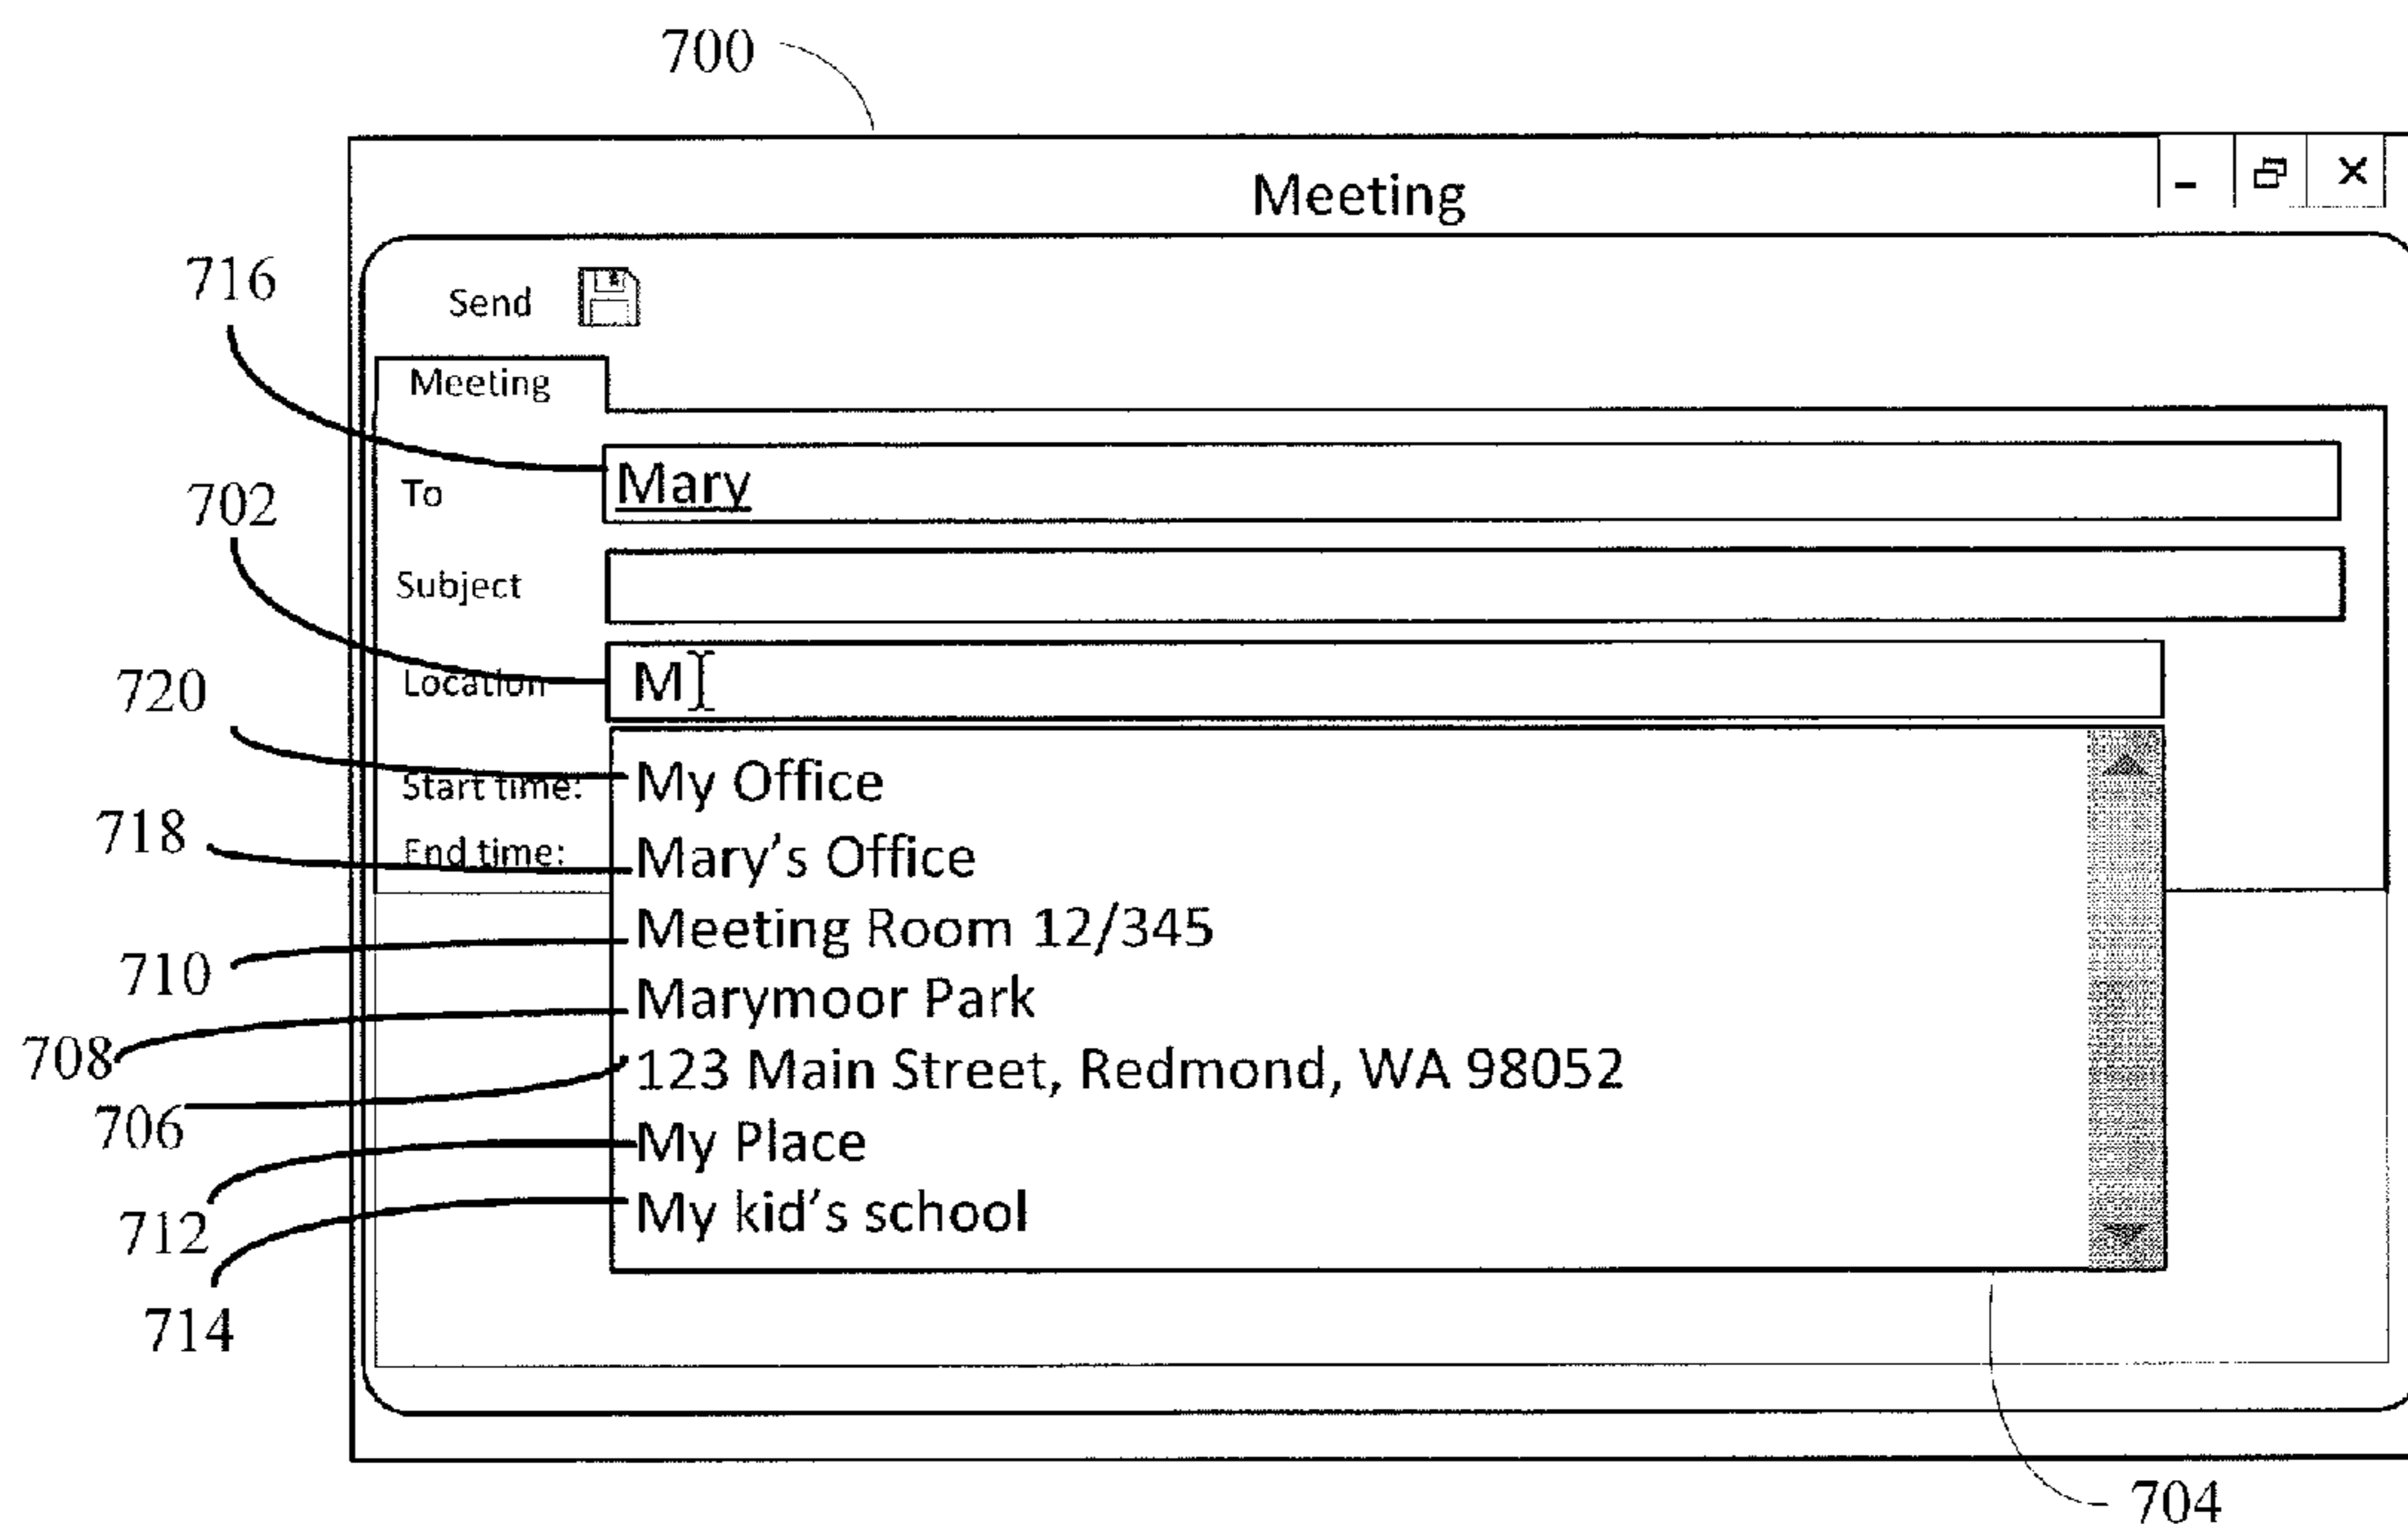 700
Meeting
716
Send
Meeting
To Mary
702
Subject
Location M
720
My Office
Start time:
718
Mary's Office
End time:
Meeting Room 12/345
710
Marymoor Park
708
123 Main Street, Redmond, WA 98052
706
My Place
712
My kid's school
714
704